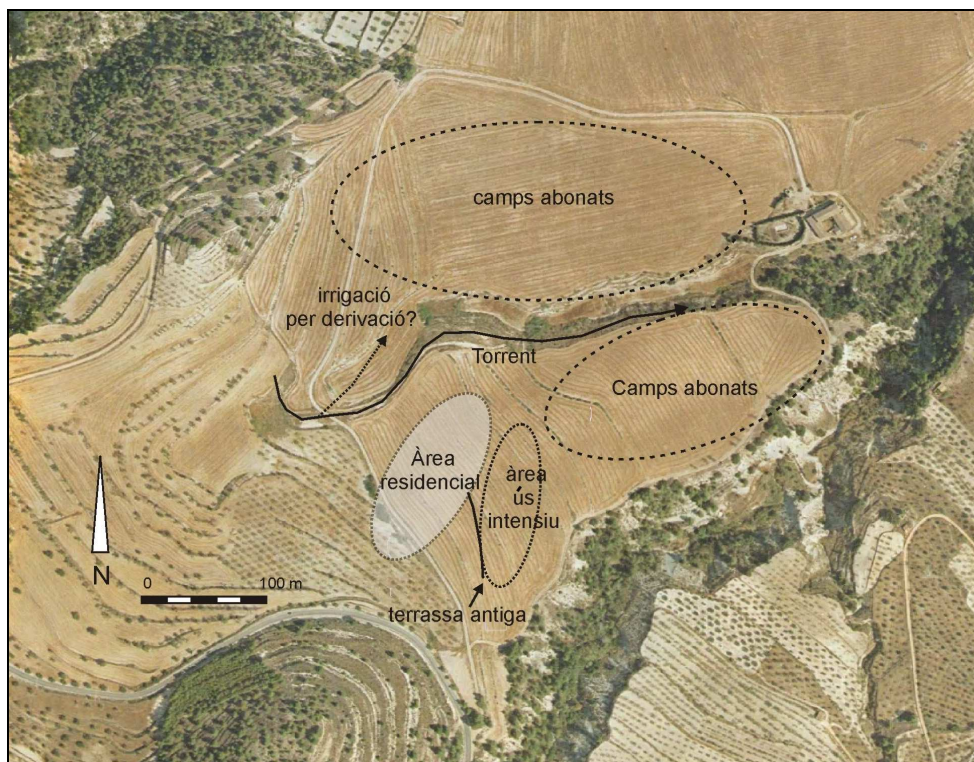 camps abonats
irrigació
per derivació?
Torrent
Camps abonats
Àrea
residencial
àrea
ús
intensiu
0 100 m
N
terrassa antiga